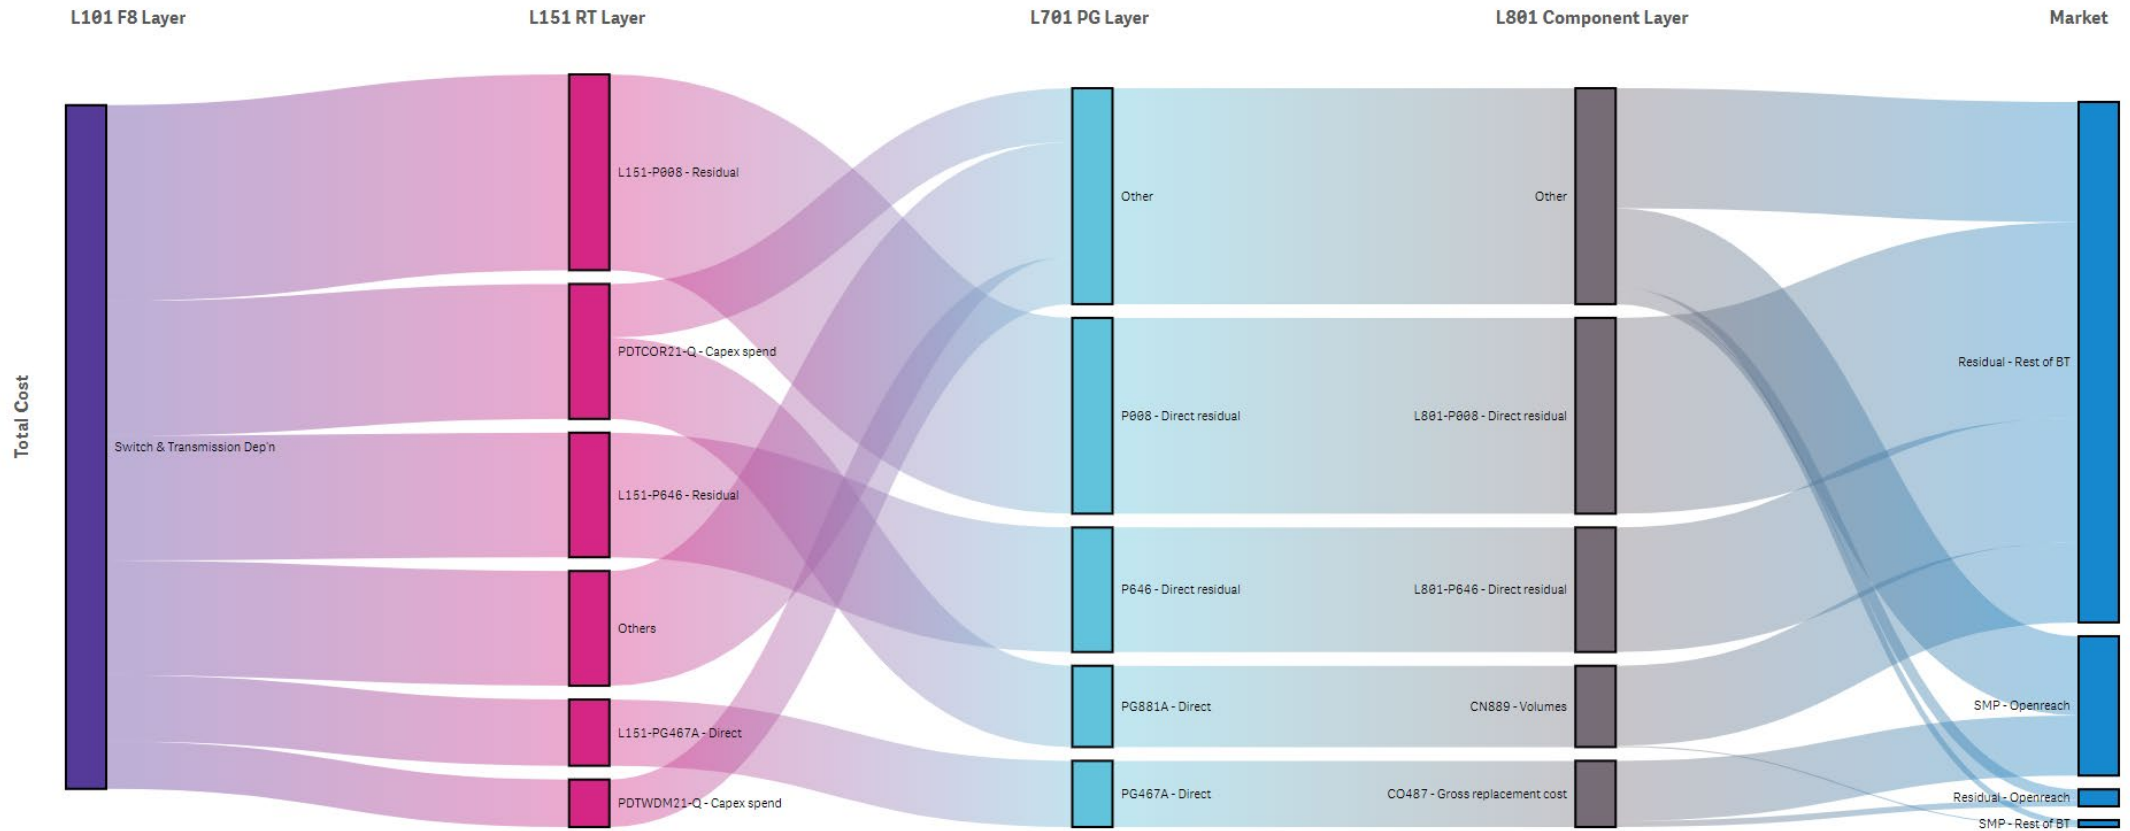 L101 F8 Layer
L151 RT Layer
L701 PG Layer
L801 Component Layer
Market
Total Cost
Switch & Transmission Dep'n
L151-P008 - Residual
PDTCOR21-Q - Capex spend
L151-P646 - Residual
Others
L151-PG467A - Direct
PDTWDM21-Q - Capex spend
Other
P008 - Direct residual
P646 - Direct residual
PG881A - Direct
PG467A - Direct
Other
L801-P008 - Direct residual
L801-P646 - Direct residual
CN889 - Volumes
CO487 - Gross replacement cost
Residual - Rest of BT
SMP - Openreach
Residual - Openreach
SMP - Rest of BT